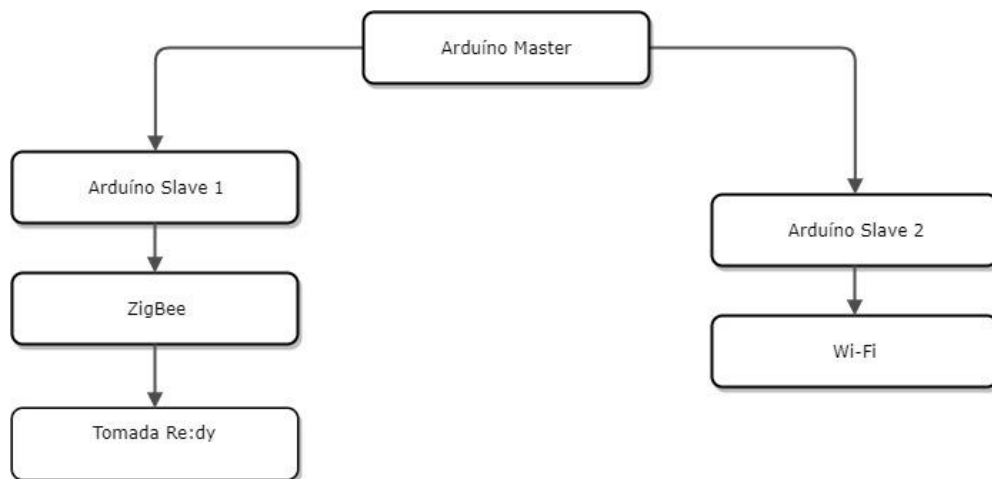 Arduíno Master
Arduíno Slave 1
Arduíno Slave 2
ZigBee
Wi-Fi
Tomada Re:dy